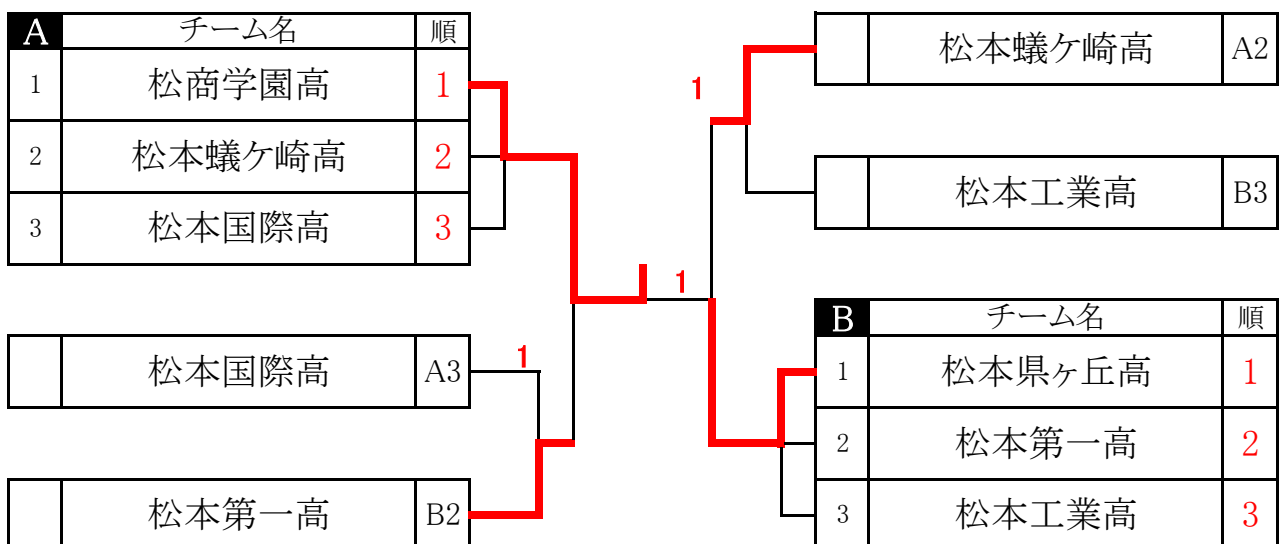 A チーム名 順
1 松商学園高 1
2 松本蟻ケ崎高 2
3 松本国際高 3
松本国際高 A3
1
松本第一高 B2
1
1
松本蟻ケ崎高 A2
松本工業高 B3
B チーム名 順
1 松本県ヶ丘高 1
2 松本第一高 2
3 松本工業高 3